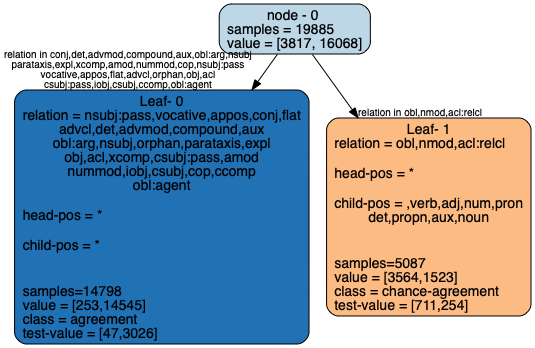 node - 0
samples = 19885
value = [3817, 16068]
relation in conj,det,advmod,compound,aux,obl:arg,nsubj
parataxis,expl,xcomp,amod,nummod,cop,nsubj:pass
vocative,appos,flat,advcl,orphan,obj,acl
csubj:pass,iobj,csubj,ccomp,obl:agent
relation in obl,nmod,acl:relcl
Leaf- 0
relation = nsubj:pass,vocative,appos,conj,flat
advcl,det,advmod,compound,aux
obl:arg,nsubj,orphan,parataxis,expl
obj,acl,xcomp,csubj:pass,amod
nummod,iobj,csubj,cop,ccomp
obl:agent
head-pos = *
child-pos = *
samples=14798
value = [253,14545]
class = agreement
test-value = [47,3026]
Leaf- 1
relation = obl,nmod,acl:relcl
head-pos = *
child-pos = ,verb,adj,num,pron
det,propn,aux,noun
samples=5087
value = [3564,1523]
class = chance-agreement
test-value = [711,254]